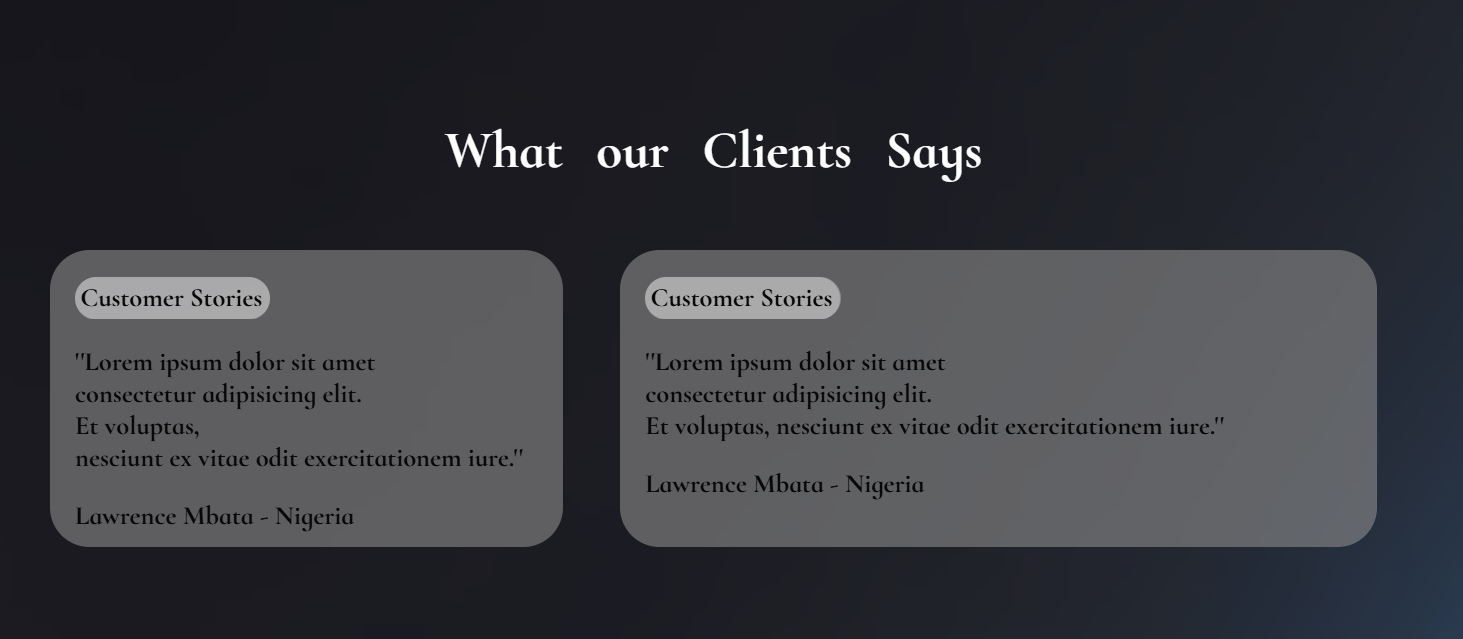 What our Clients Says
Customer Stories
"Lorem ipsum dolor sit amet
consectetur adipisicing elit.
Et voluptas,
nesciunt ex vitae odit exercitationem iure."
Lawrence Mbata - Nigeria
Customer Stories
"Lorem ipsum dolor sit amet
consectetur adipisicing elit.
Et voluptas, nesciunt ex vitae odit exercitationem iure."
Lawrence Mbata - Nigeria